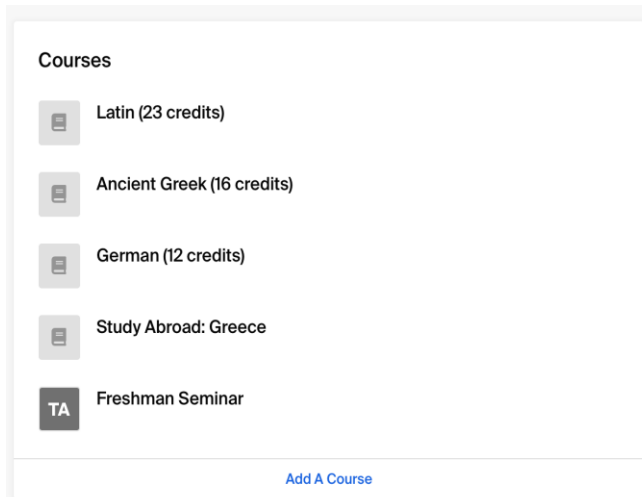 Courses
Latin (23 credits)
Ancient Greek (16 credits)
German (12 credits)
Study Abroad: Greece
TA
Freshman Seminar
Add A Course